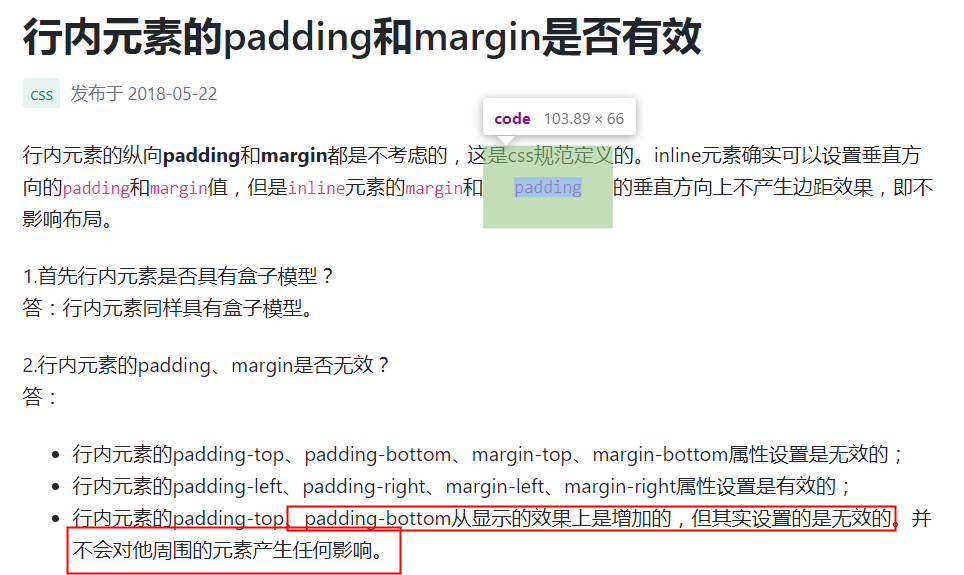 行内元素的padding和margin是否有效
css 发布于 2018-05-22
code 103.89 × 66
行内元素的纵向padding和margin都是不考虑的，这是css规范定义的。inline元素确实可以设置垂直方
向的padding和margin值，但是inline元素的margin和 padding 的垂直方向上不产生边距效果，即不
影响布局。
1.首先行内元素是否具有盒子模型？
答：行内元素同样具有盒子模型。
2.行内元素的padding、margin是否无效？
答：
• 行内元素的padding-top、padding-bottom、margin-top、margin-bottom属性设置是无效的；
• 行内元素的padding-left、padding-right、margin-left、margin-right属性设置是有效的；
• 行内元素的padding-top、padding-bottom从显示的效果上是增加的，但其实设置的是无效的。并
不会对他周围的元素产生任何影响。